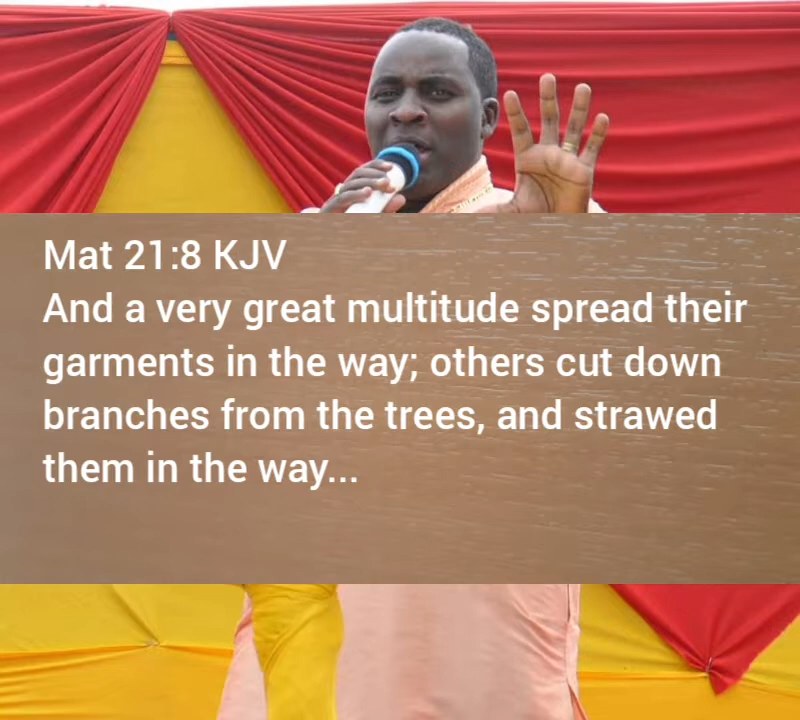 Mat 21:8 KJV
And a very great multitude spread their
garments in the way; others cut down
branches from the trees, and strawed
them in the way...